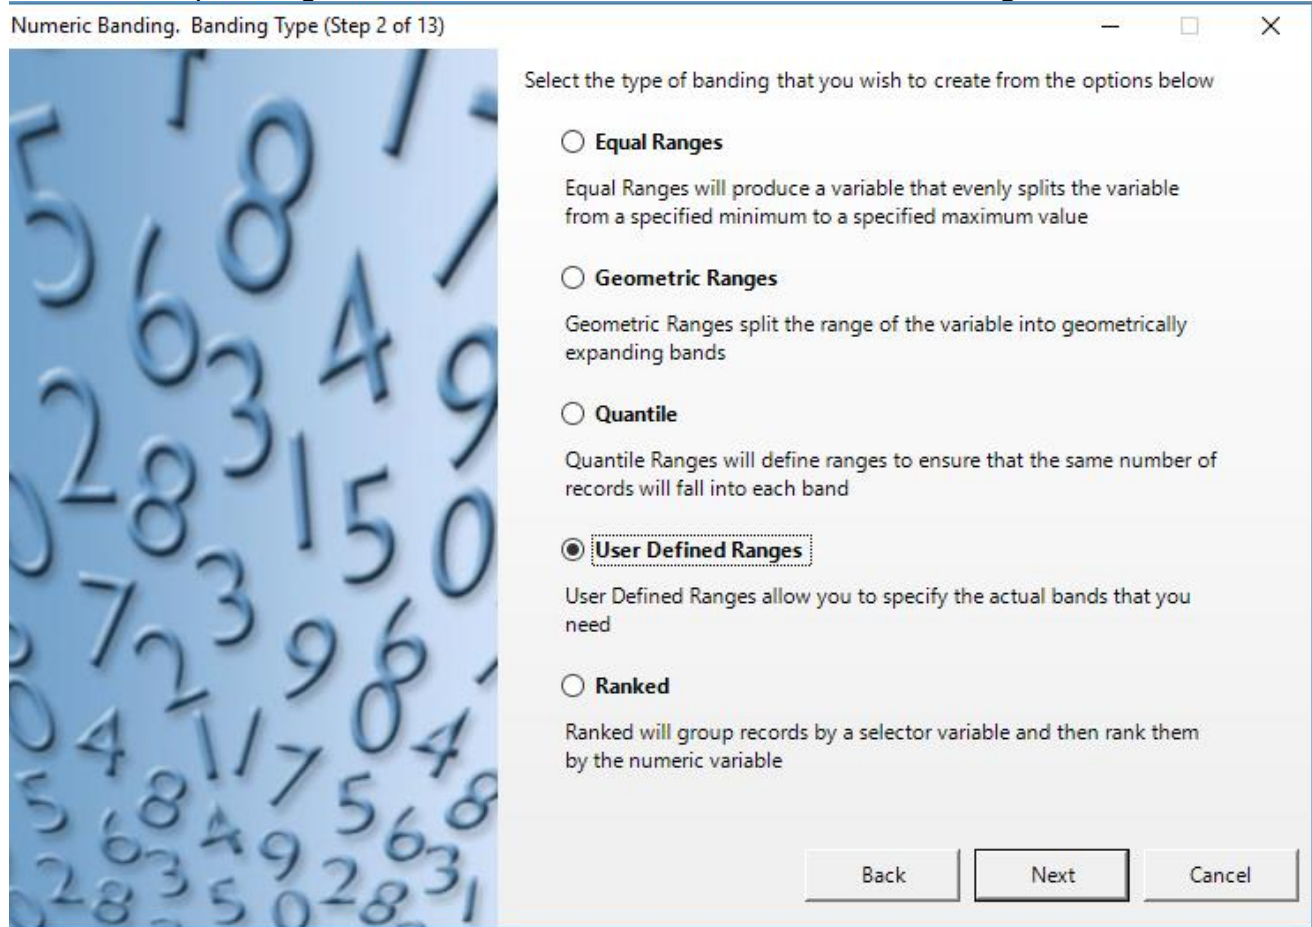 Numeric Banding. Banding Type (Step 2 of 13)
Select the type of banding that you wish to create from the options below
Equal Ranges
Equal Ranges will produce a variable that evenly splits the variable
from a specified minimum to a specified maximum value
Geometric Ranges
Geometric Ranges split the range of the variable into geometrically
expanding bands
Quantile
Quantile Ranges will define ranges to ensure that the same number of
records will fall into each band
User Defined Ranges
User Defined Ranges allow you to specify the actual bands that you
need
Ranked
Ranked will group records by a selector variable and then rank them
by the numeric variable
Back Next Cancel